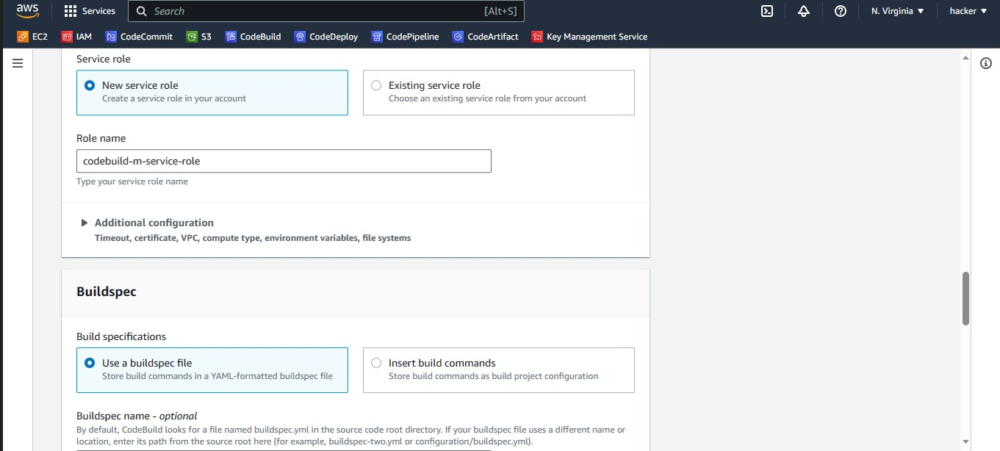 aws Services Search [Alt+S] N. Virginia hacker
EC2 IAM CodeCommit S3 CodeBuild CodeDeploy CodePipeline CodeArtifact Key Management Service
Service role
New service role
Create a service role in your account
Existing service role
Choose an existing service role from your account
Role name
codebuild-m-service-role
Type your service role name
Additional configuration
Timeout, certificate, VPC, compute type, environment variables, file systems
Buildspec
Build specifications
Use a buildspec file
Store build commands in a YAML-formatted buildspec file
Insert build commands
Store build commands as build project configuration
Buildspec name - optional
By default, CodeBuild looks for a file named buildspec.yml in the source code root directory. If your buildspec file uses a different name or
location, enter its path from the source root here (for example, buildspec-two.yml or configuration/buildspec.yml).